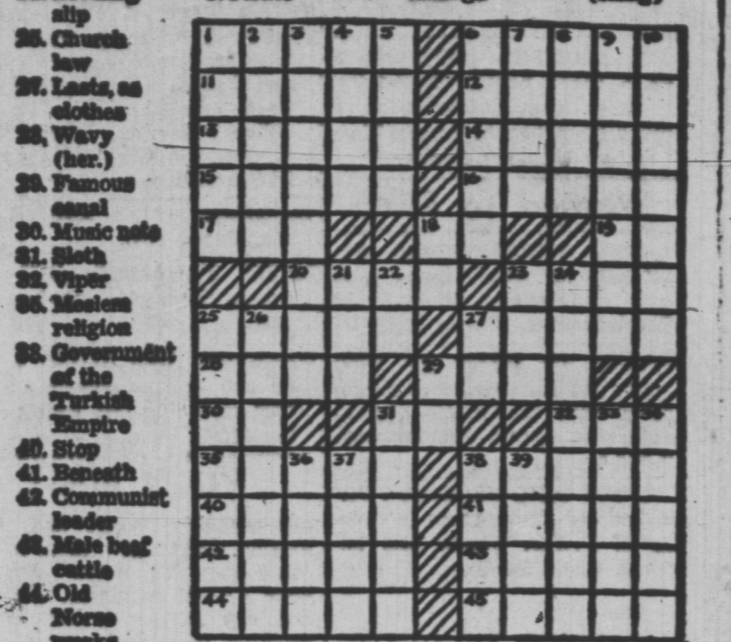 slip
26. Church
law
27. Lasts, as
clothes
28. Wavy
(her.)
29. Famous
canal
30. Music note
31. Sloth
32. Viper
35. Moslem
religion
38. Government
of the
Turkish
Empire
40. Stop
41. Beneath
42. Communist
leader
43. Male beef
cattle
44. Old
Norse
works
1 2 3 4 5 6 7 8 9 10
11 12
13 14
15 16
17 18 19
20 21 22 23 24
25 26 27
28 29
30 31 32 33 34
35 36 37 38 39
40 41
42 43
44 45